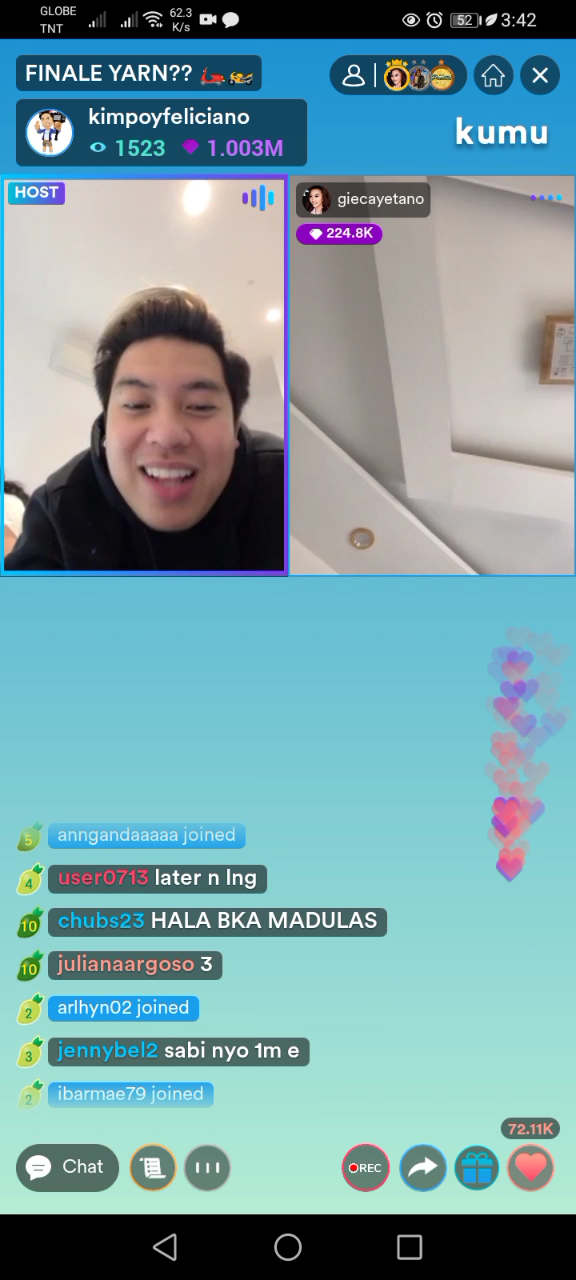 GLOBE
TNT
62.3
K/s
52
3:42
FINALE YARN??
kimpoyfeliciano
1523
1.003M
kumu
HOST
giecayetano
224.8K
5 annganda​aaaa joined
4 user0713 later n lng
10 chubs23 HALA BKA MADULAS
10 julianaargoso 3
2 arlhyn02 joined
3 jennybel2 sabi nyo 1m e
2 ibarmae79 joined
72.11K
Chat
REC